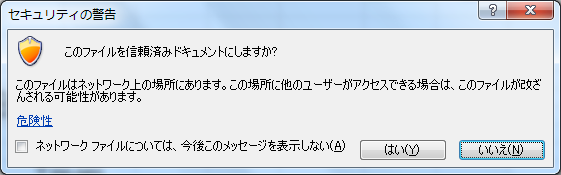 セキュリティの警告
このファイルを信頼済みドキュメントにしますか?
このファイルはネットワーク上の場所にあります。この場所に他のユーザーがアクセスできる場合は、このファイルが改ざ
んされる可能性があります。
危険性
ネットワーク ファイルについては、今後このメッセージを表示しない(A)
はい(Y)
いいえ(N)